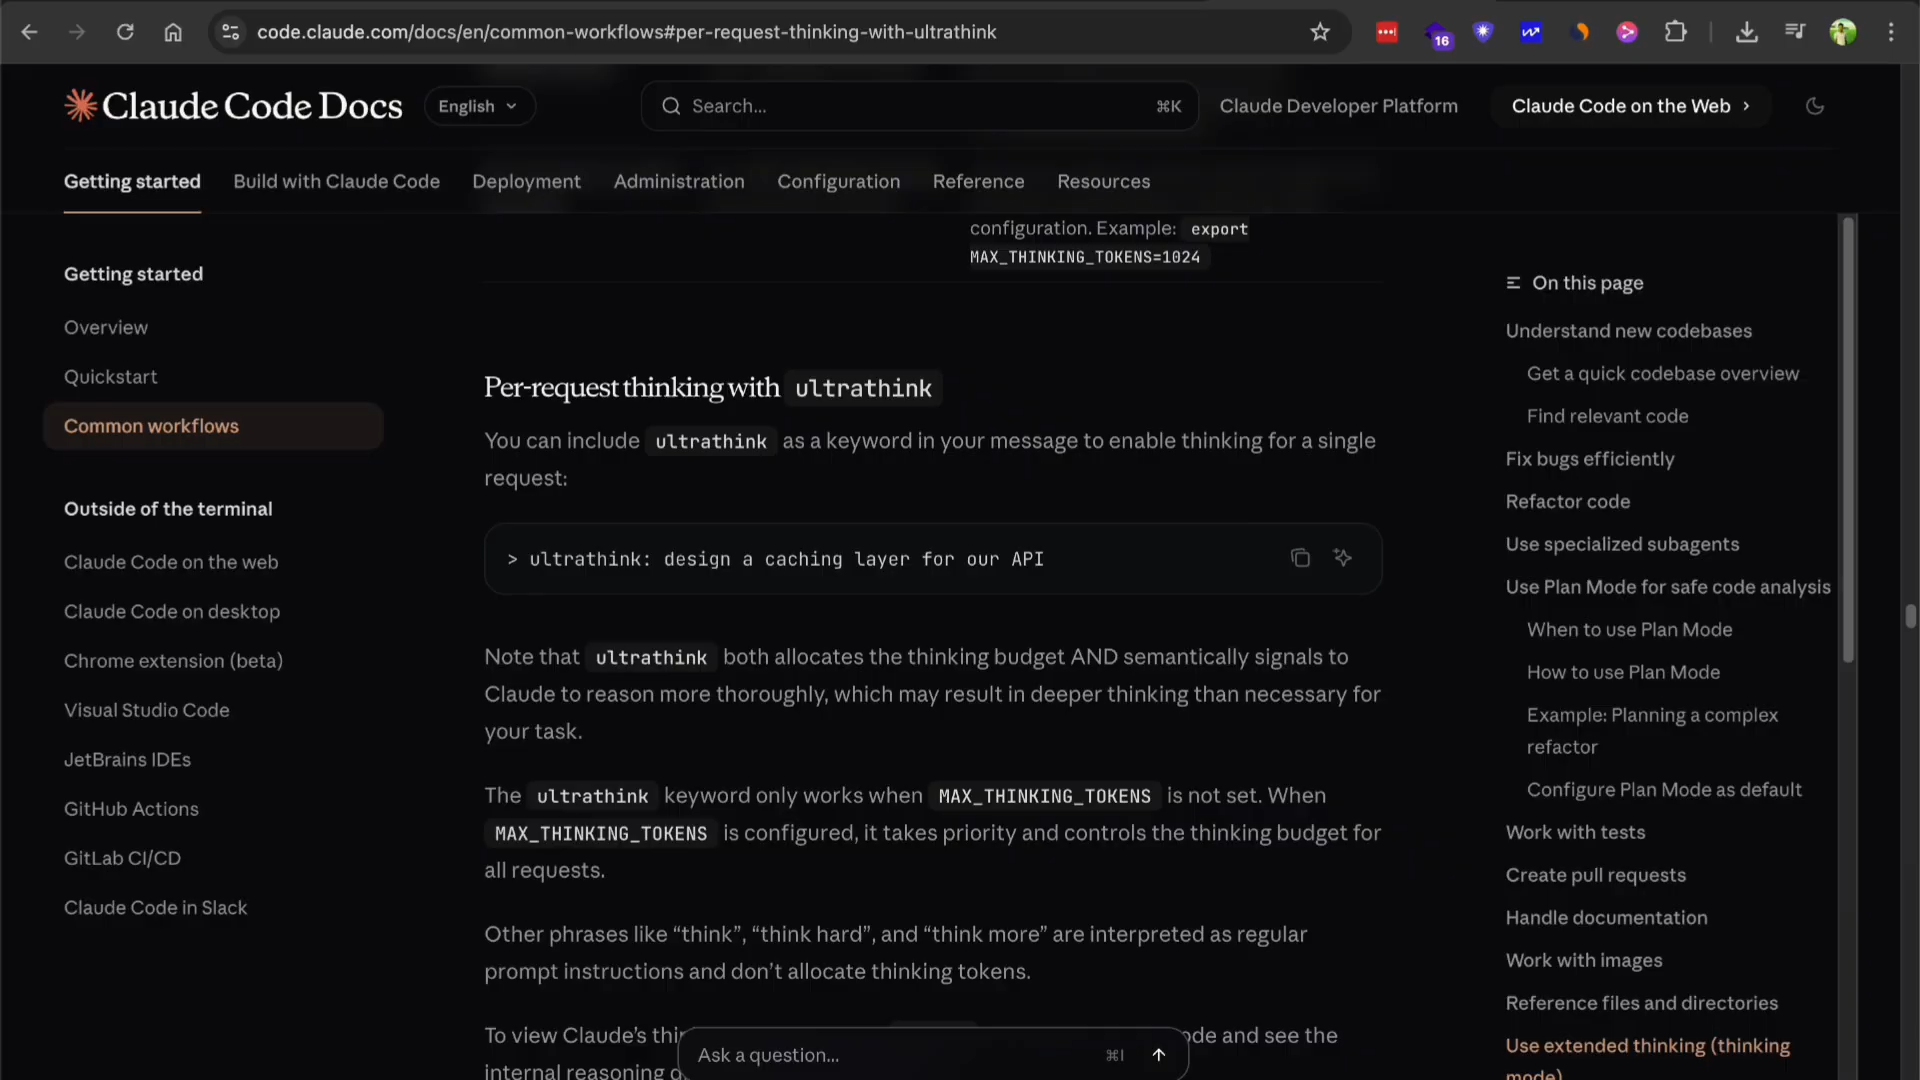 code.claude.com/docs/en/common-workflows#per-request-thinking-with-ultrathink
16
Claude Code Docs
English
Search...
⌘K
Claude Developer Platform
Claude Code on the Web
Getting started
Build with Claude Code
Deployment
Administration
Configuration
Reference
Resources
Getting started
Overview
Quickstart
Common workflows
Outside of the terminal
Claude Code on the web
Claude Code on desktop
Chrome extension (beta)
Visual Studio Code
JetBrains IDEs
GitHub Actions
GitLab CI/CD
Claude Code in Slack
configuration. Example: export
MAX_THINKING_TOKENS=1024
Per-request thinking with ultrathink
You can include ultrathink as a keyword in your message to enable thinking for a single
request:
> ultrathink: design a caching layer for our API
Note that ultrathink both allocates the thinking budget AND semantically signals to
Claude to reason more thoroughly, which may result in deeper thinking than necessary for
your task.
The ultrathink keyword only works when MAX_THINKING_TOKENS is not set. When
MAX_THINKING_TOKENS is configured, it takes priority and controls the thinking budget for
all requests.
Other phrases like “think”, “think hard”, and “think more” are interpreted as regular
prompt instructions and don’t allocate thinking tokens.
To view Claude’s and see the
internal reasoning
Ask a question...
⌘I
On this page
Understand new codebases
Get a quick codebase overview
Find relevant code
Fix bugs efficiently
Refactor code
Use specialized subagents
Use Plan Mode for safe code analysis
When to use Plan Mode
How to use Plan Mode
Example: Planning a complex
refactor
Configure Plan Mode as default
Work with tests
Create pull requests
Handle documentation
Work with images
Reference files and directories
Use extended thinking (thinking
mode)